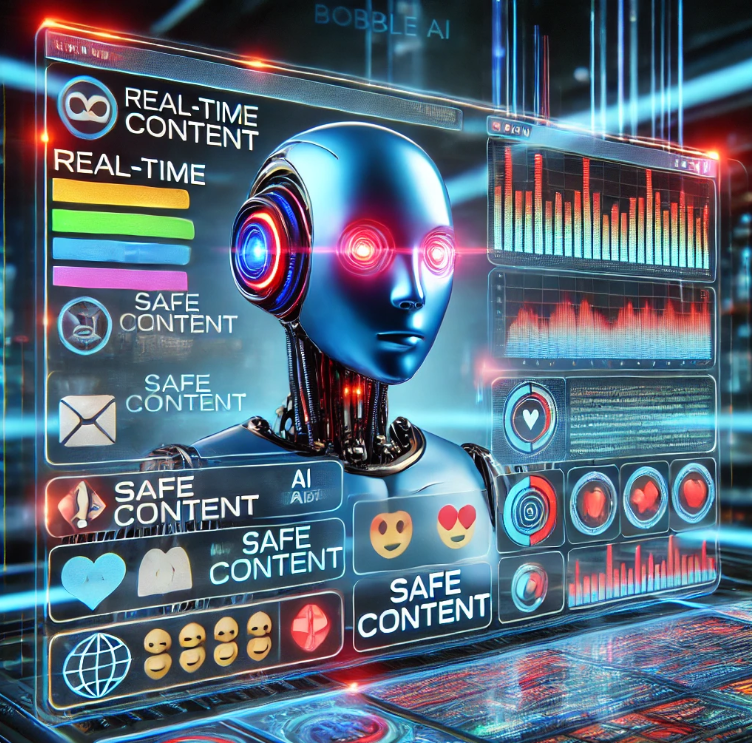 BOBBLE AI
REAL-TIME
CONTENT
REAL-TIME
SAFE
CONTENT
SAFE
CONTENT
SAFE
CONTENT
AI
SAFE
CONTENT
SAFE
CONTENT